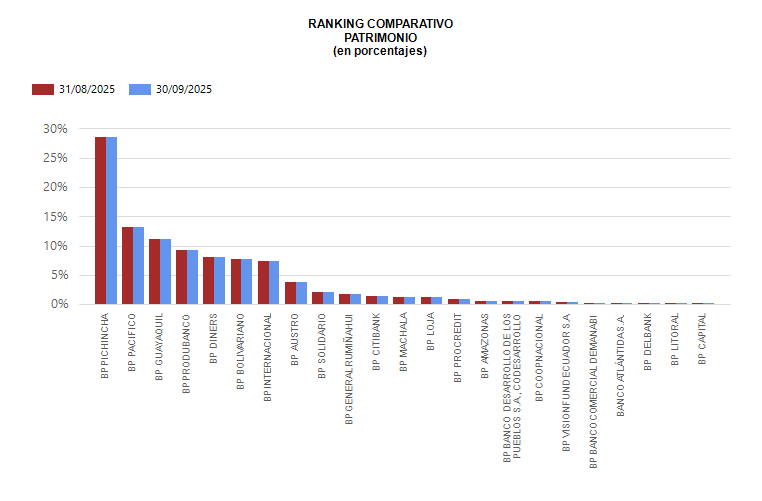 RANKING COMPARATIVO
PATRIMONIO
(en porcentajes)
31/08/2025
30/09/2025
30%
25%
20%
15%
10%
5%
0%
BP PICHINCHA
BP PACIFICO
BP GUAYAQUIL
BP PRODUBANCO
BP DINERS
BP BOLIVARIANO
BP INTERNACIONAL
BP AUSTRO
BP SOLIDARIO
BP GENERAL RUMIÑAHUI
BP CITIBANK
BP MACHALA
BP LOJA
BP PROCREDIT
BP AMAZONAS
BP BANCO DESARROLLO DE LOS
PUEBLOS S.A., CODESARROLLO
BP COOPNACIONAL
BP VISIONFUND ECUADOR S.A.
BP BANCO COMERCIAL DE MANABI
BANCO ATLÁNTIDA S.A.
BP DELBANK
BP LITORAL
BP CAPITAL